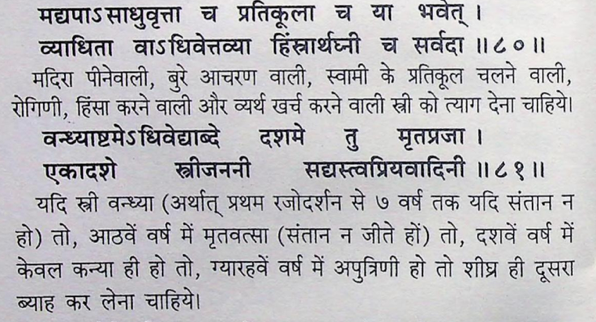 मद्यपाऽसाधुवृत्ता च प्रतिकूला च या भवेत् ।
व्याधिता वाऽधिवेत्तव्या हिंस्रार्थघ्नी च सर्वदा ॥८०॥
मदिरा पीनेवाली, बुरे आचरण वाली, स्वामी के प्रतिकूल चलने वाली,
रोगिणी, हिंसा करने वाली और व्यर्थ खर्च करने वाली स्त्री को त्याग देना चाहिये।
वन्ध्याष्टमेऽधिवेद्याब्दे दशमे तु मृतप्रजा ।
एकादशे स्त्रीजननी सद्यस्त्वप्रियवादिनी ॥८१॥
यदि स्त्री वन्ध्या (अर्थात् प्रथम रजोदर्शन से ७ वर्ष तक यदि संतान न
हो) तो, आठवें वर्ष में मृतवत्सा (संतान न जीते हों) तो, दशवें वर्ष में
केवल कन्या ही हो तो, ग्यारहवें वर्ष में अपुत्रिणी हो तो शीघ्र ही दूसरा
ब्याह कर लेना चाहिये।